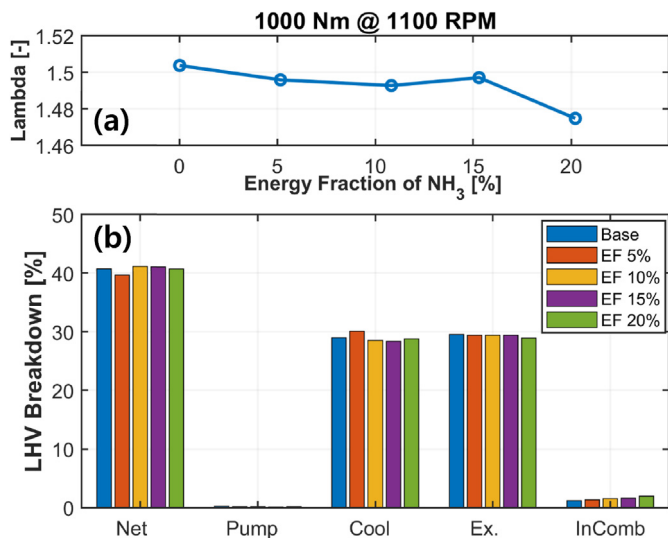 1000 Nm @ 1100 RPM
(a)
Lambda [-]
1.52
1.5
1.48
1.46
0 5 10 15 20
Energy Fraction of NH₃ [%]
(b)
LHV Breakdown [%]
50
40
30
20
10
0
Base
EF 5%
EF 10%
EF 15%
EF 20%
Net Pump Cool Ex. InComb